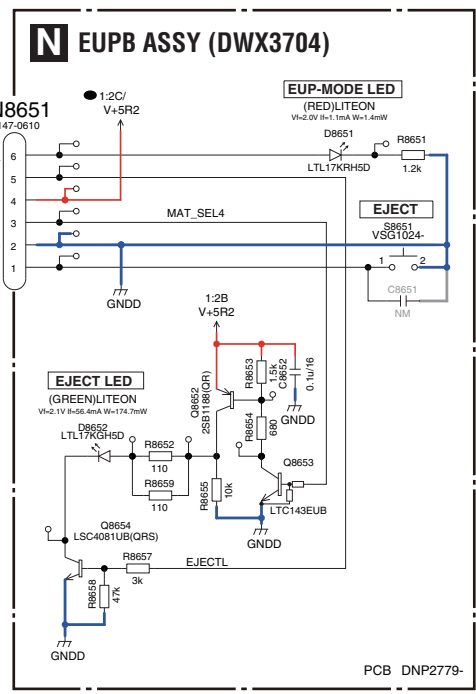 N EUPB ASSY (DWX3704)
1:2C/
V+5R2
N8651
147-0610
EUP-MODE LED
(RED)LITEON
Vf=2.0V If=1.1mA W=1.4mW
D8651
LTL17KRH5D
R8651
1.2k
6
5
4
3
2
1
MAT_SEL4
EJECT
S8651
VSG1024-
1 2
C8651
NM
GNDD
1:2B
V+5R2
EJECT LED
(GREEN)LITEON
Vf=2.1V If=56.4mA W=174.7mW
D8652
LTL17KGH5D
Q8652
2SB1188(QR)
R8653
1.5k
C8652
0.1u/16
GNDD
R8654
680
R8652
110
R8659
110
R8655
10k
Q8653
LTC143EUB
GNDD
Q8654
LSC4081UB(QRS)
R8657
3k
EJECTL
R8658
47k
GNDD
PCB DNP2779-